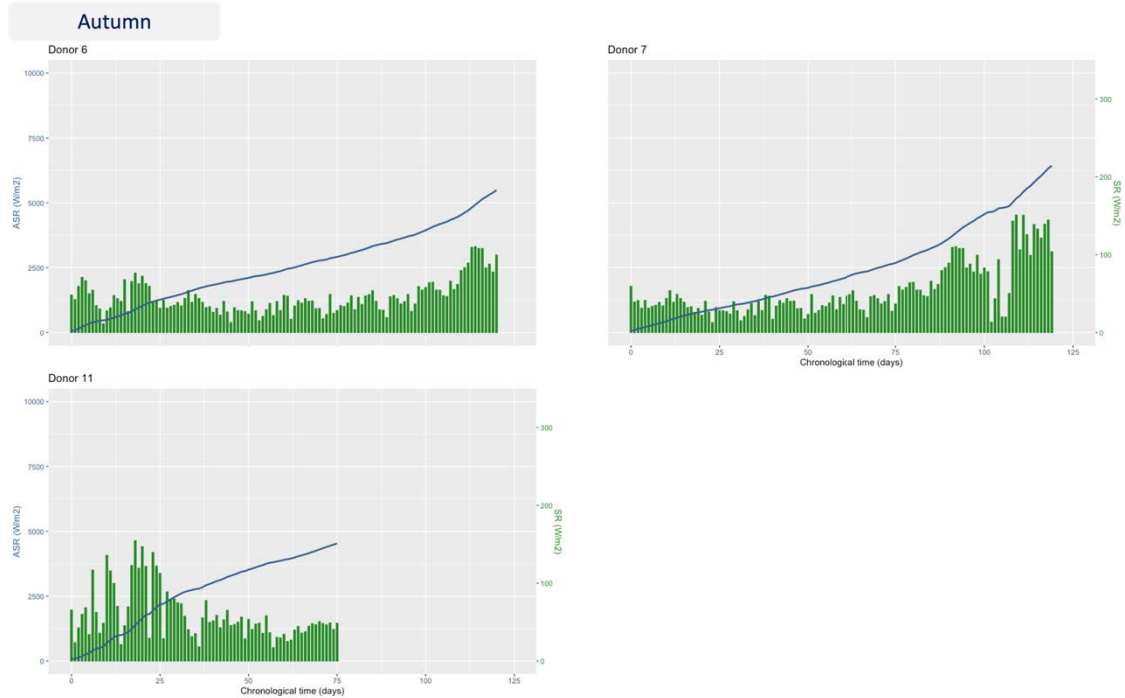 Autumn
Donor 6
10000
7500
5000
2500
0
ASR (W/m2)
Donor 7
300
200
100
0
SR (W/m2)
0 25 50 75 100 125
Chronological time (days)
Donor 11
10000
7500
5000
2500
0
ASR (W/m2)
300
200
100
0
SR (W/m2)
0 25 50 75 100 125
Chronological time (days)